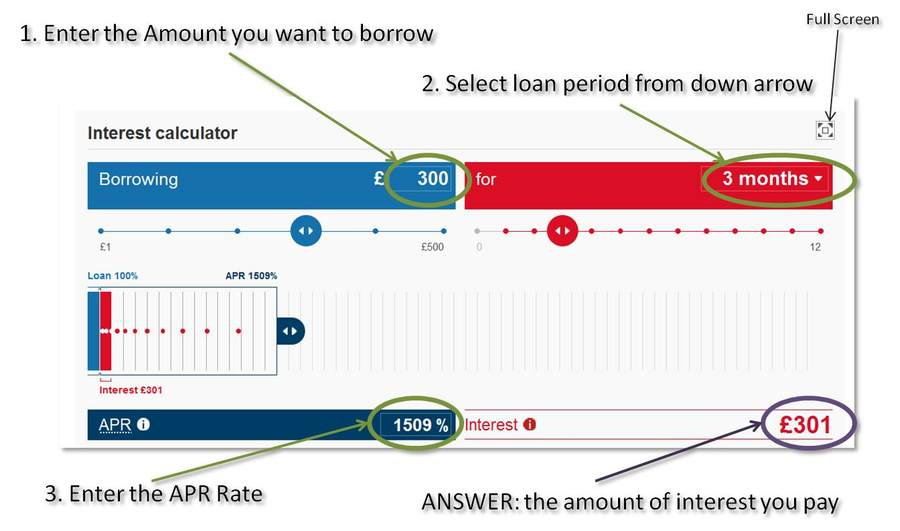 Full Screen
1. Enter the Amount you want to borrow
2. Select loan period from down arrow
Interest calculator
Borrowing £ 300 for 3 months
£1 £500 0 12
Loan 100% APR 1509%
Interest £301
APR i 1509 % Interest i £301
3. Enter the APR Rate
ANSWER: the amount of interest you pay